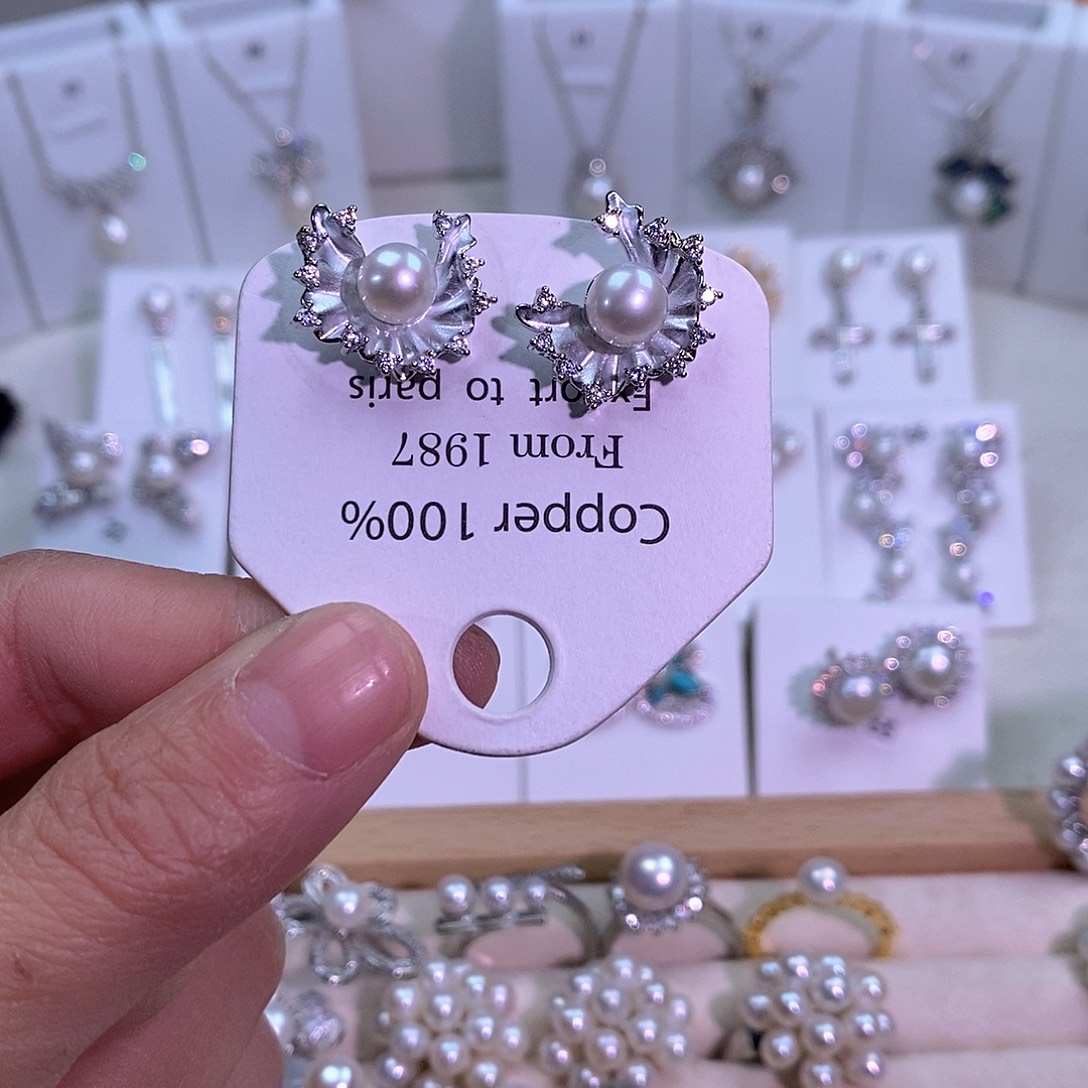 Copper 100%
From 1987
Export to paris